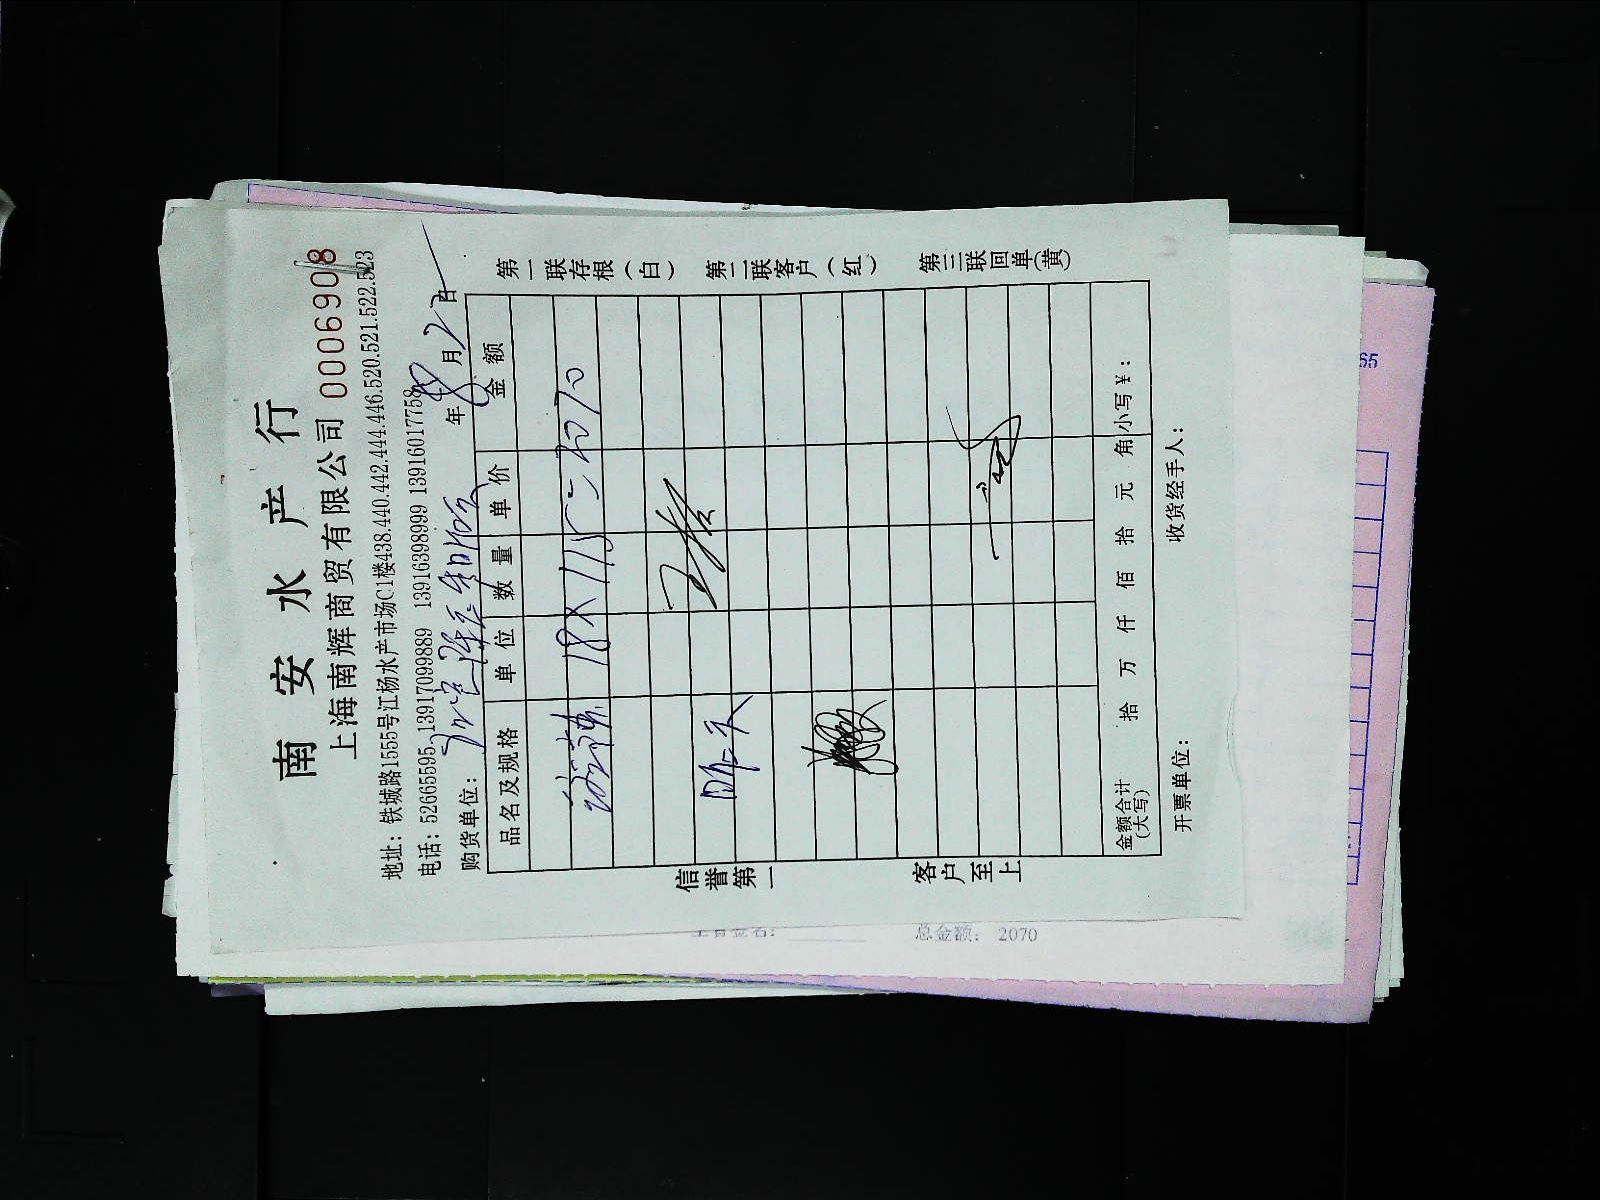 南安水产行
上海南辉商贸有限公司 0006908
地址：铁城路1555号江杨水产市场C1楼438.440.442.444.446.520.521.522.523
电话：52665595、13917099889 13916398999 13916017758
购货单位： 年 8 月 2 日
品名及规格 单位 数量 单价 金额
18×115 = 2070
金额合计(大写) 拾 万 仟 佰 拾 元 角 小写￥：
开票单位： 收货经手人：
信誉第一 客户至上
第一联存根(白) 第二联客户(红) 第三联回单(黄)
总金额： 2070
65